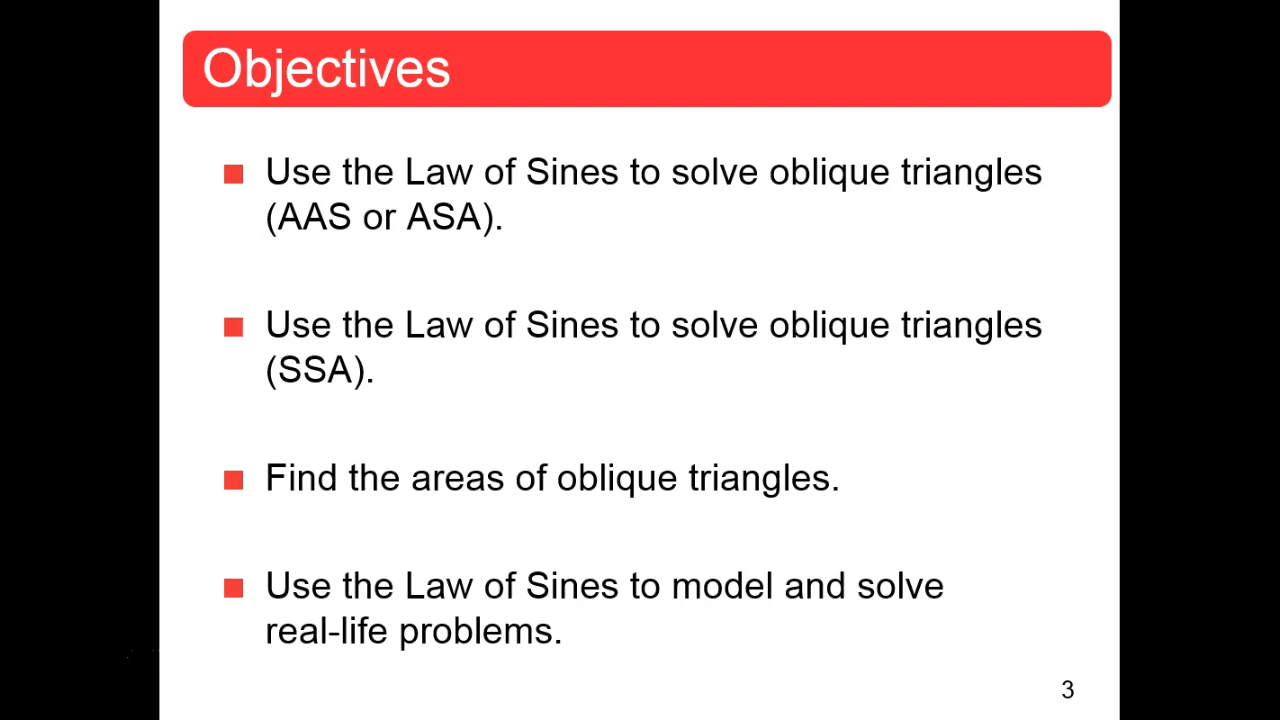 Objectives
Use the Law of Sines to solve oblique triangles
(AAS or ASA).
Use the Law of Sines to solve oblique triangles
(SSA).
Find the areas of oblique triangles.
Use the Law of Sines to model and solve
real-life problems.
3